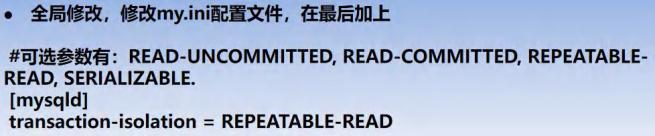 ● 全局修改，修改my.ini配置文件，在最后加上
#可选参数有：READ-UNCOMMITTED, READ-COMMITTED, REPEATABLE-
READ, SERIALIZABLE.
[mysqld]
transaction-isolation = REPEATABLE-READ